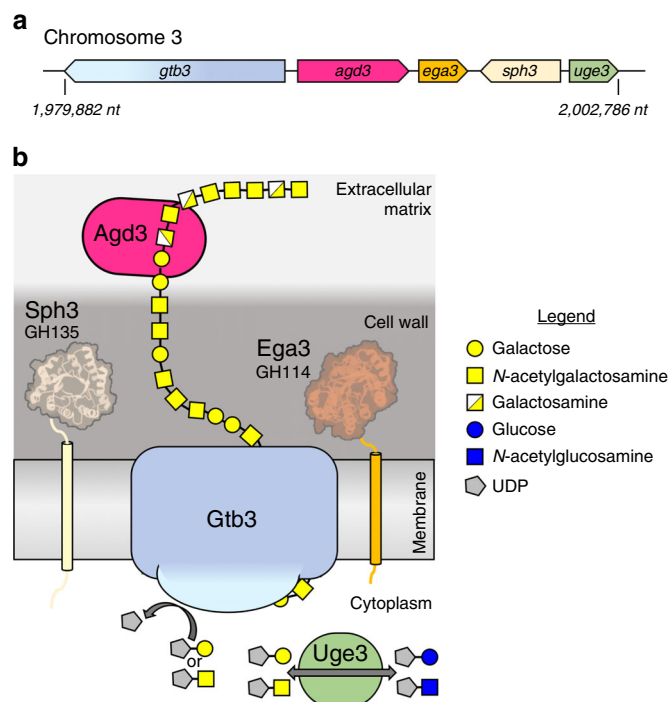 a
Chromosome 3
gtb3
agd3
ega3
sph3
uge3
1,979,882 nt
2,002,786 nt
b
Extracellular
matrix
Agd3
Sph3
GH135
Cell wall
Ega3
GH114
Legend
Galactose
N-acetylgalactosamine
Galactosamine
Glucose
N-acetylglucosamine
UDP
Gtb3
Membrane
Cytoplasm
or
Uge3